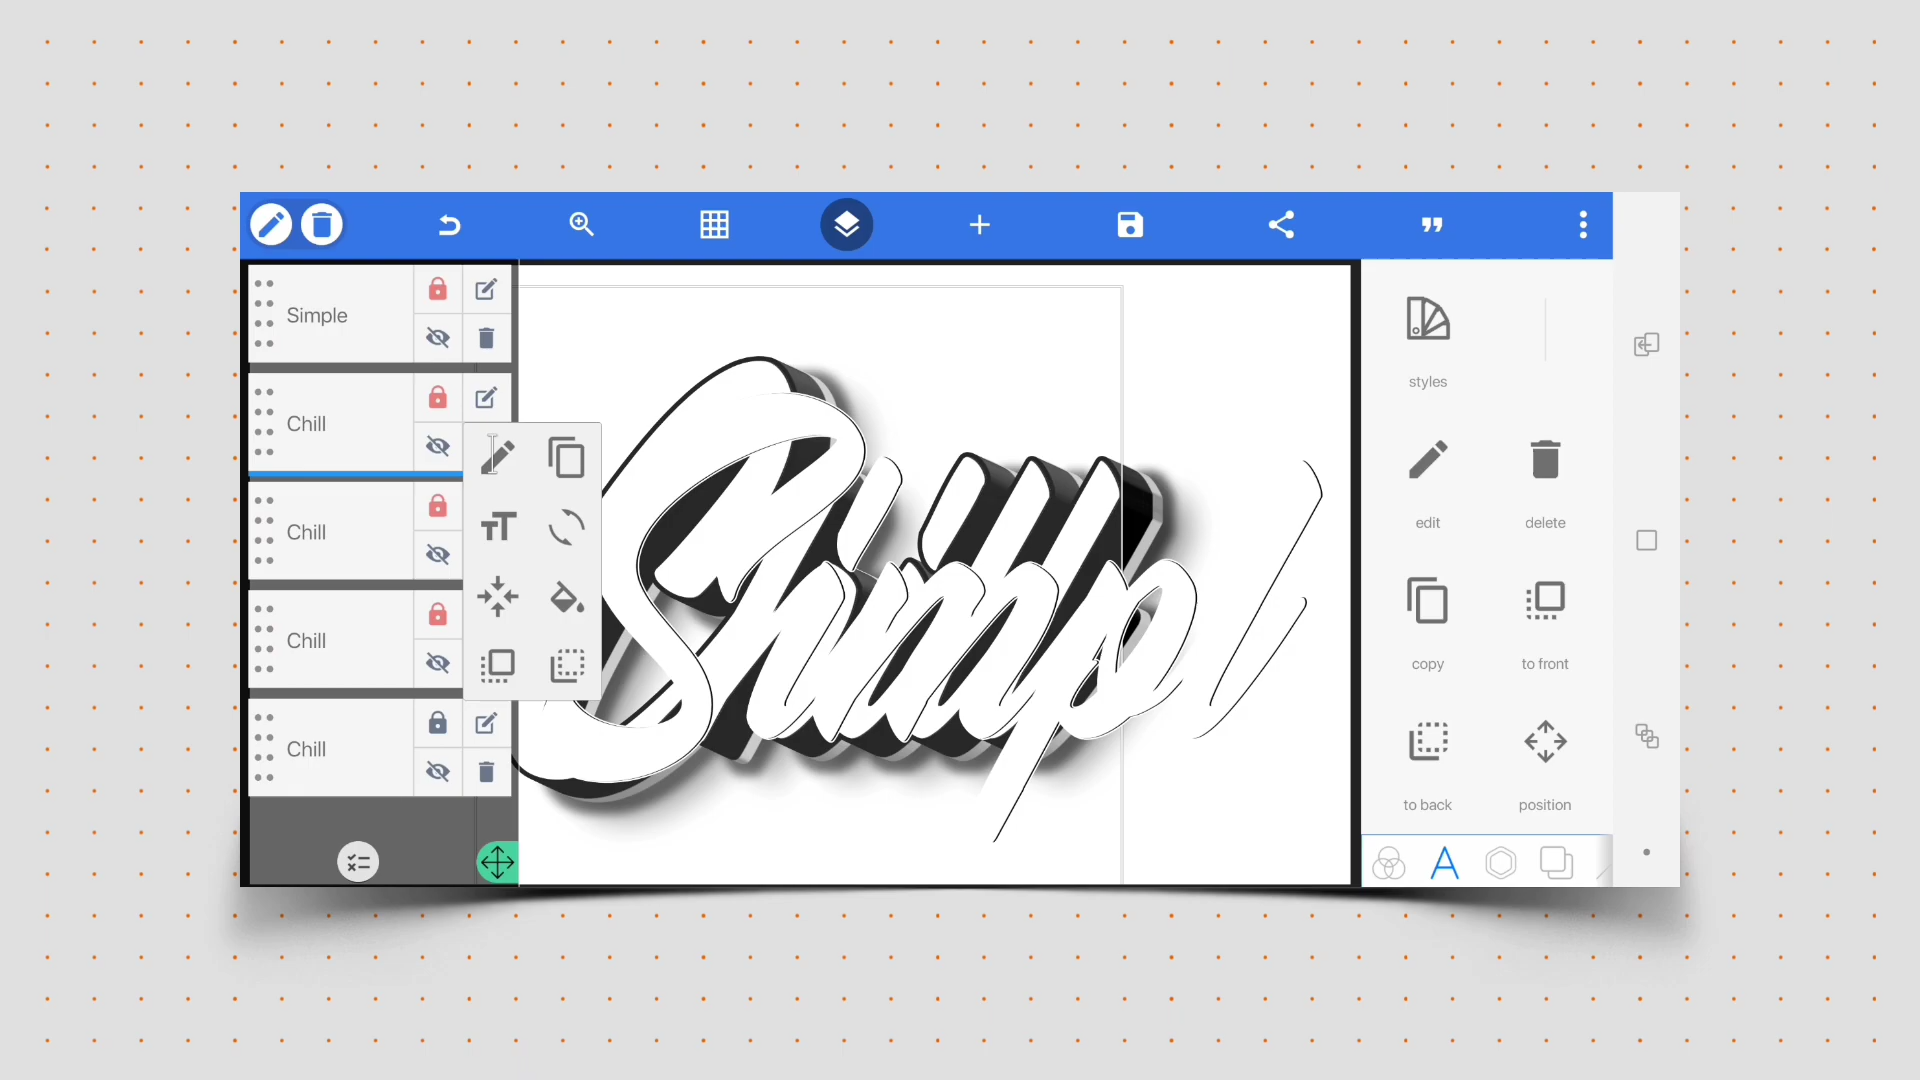 Simple
Chill
Chill
Chill
Chill
styles
edit
delete
copy
to front
to back
position